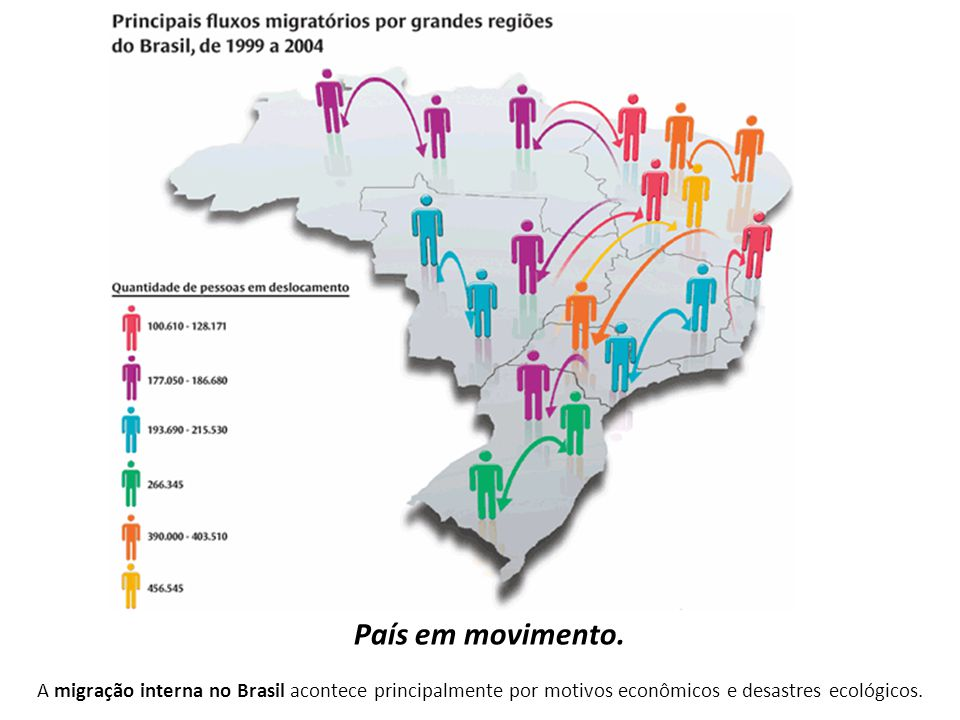 Principais fluxos migratórios por grandes regiões
do Brasil, de 1999 a 2004
Quantidade de pessoas em deslocamento
100.610 - 128.171
177.050 - 186.680
193.690 - 215.530
266.345
390.000 - 403.510
456.545
País em movimento.
A migração interna no Brasil acontece principalmente por motivos econômicos e desastres ecológicos.